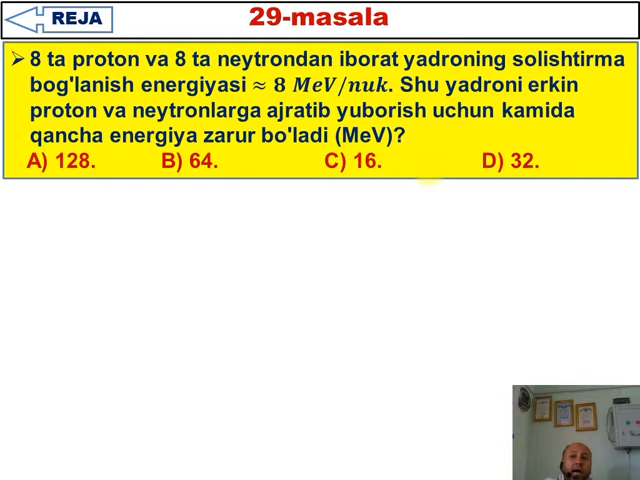 REJA
29-masala
➢ 8 ta proton va 8 ta neytrondan iborat yadroning solishtirma
bog'lanish energiyasi ≈ 8 MeV/nuk. Shu yadroni erkin
proton va neytronlarga ajratib yuborish uchun kamida
qancha energiya zarur bo'ladi (MeV)?
A) 128. B) 64. C) 16. D) 32.